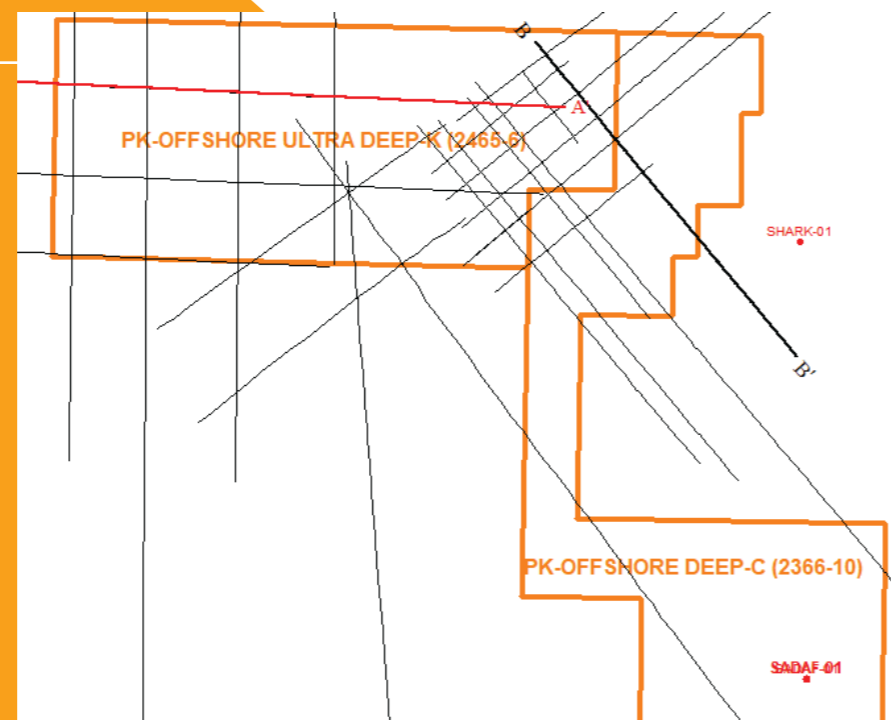 B
A
PK-OFFSHORE ULTRA DEEP-K (2465-6)
SHARK-01
B'
PK-OFFSHORE DEEP-C (2366-10)
SADAF-01